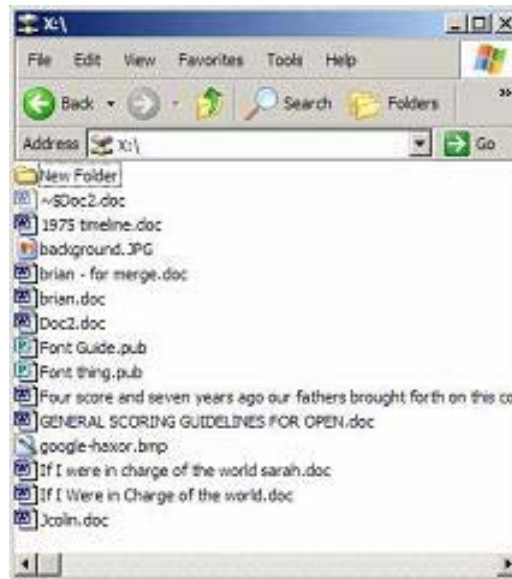 X:\
File Edit View Favorites Tools Help
Back Search Folders »
Address X:\ Go
New Folder
~$Doc2.doc
1975 timeline.doc
background.JPG
brian - for merge.doc
brian.doc
Doc2.doc
Font Guide.pub
Font thing.pub
Four score and seven years ago our fathers brought forth on this co
GENERAL SCORING GUIDELINES FOR OPEN.doc
google-haxor.bmp
If I were in charge of the world sarah.doc
If I Were in Charge of the world.doc
Jcolin.doc